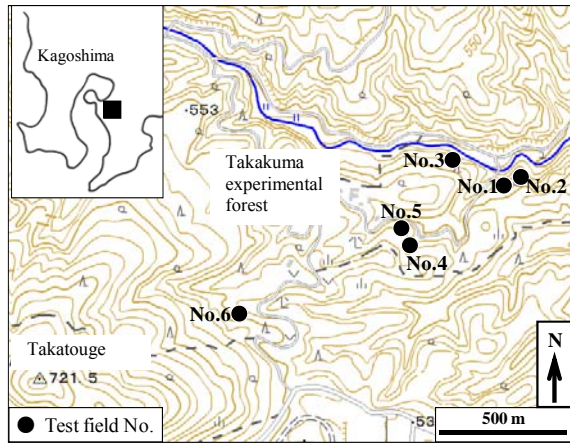 Kagoshima
·553
550
Takakuma
experimental
forest
No.3
No.1
No.2
No.5
No.4
No.6
Takatouge
△721.5
N
● Test field No.
500 m